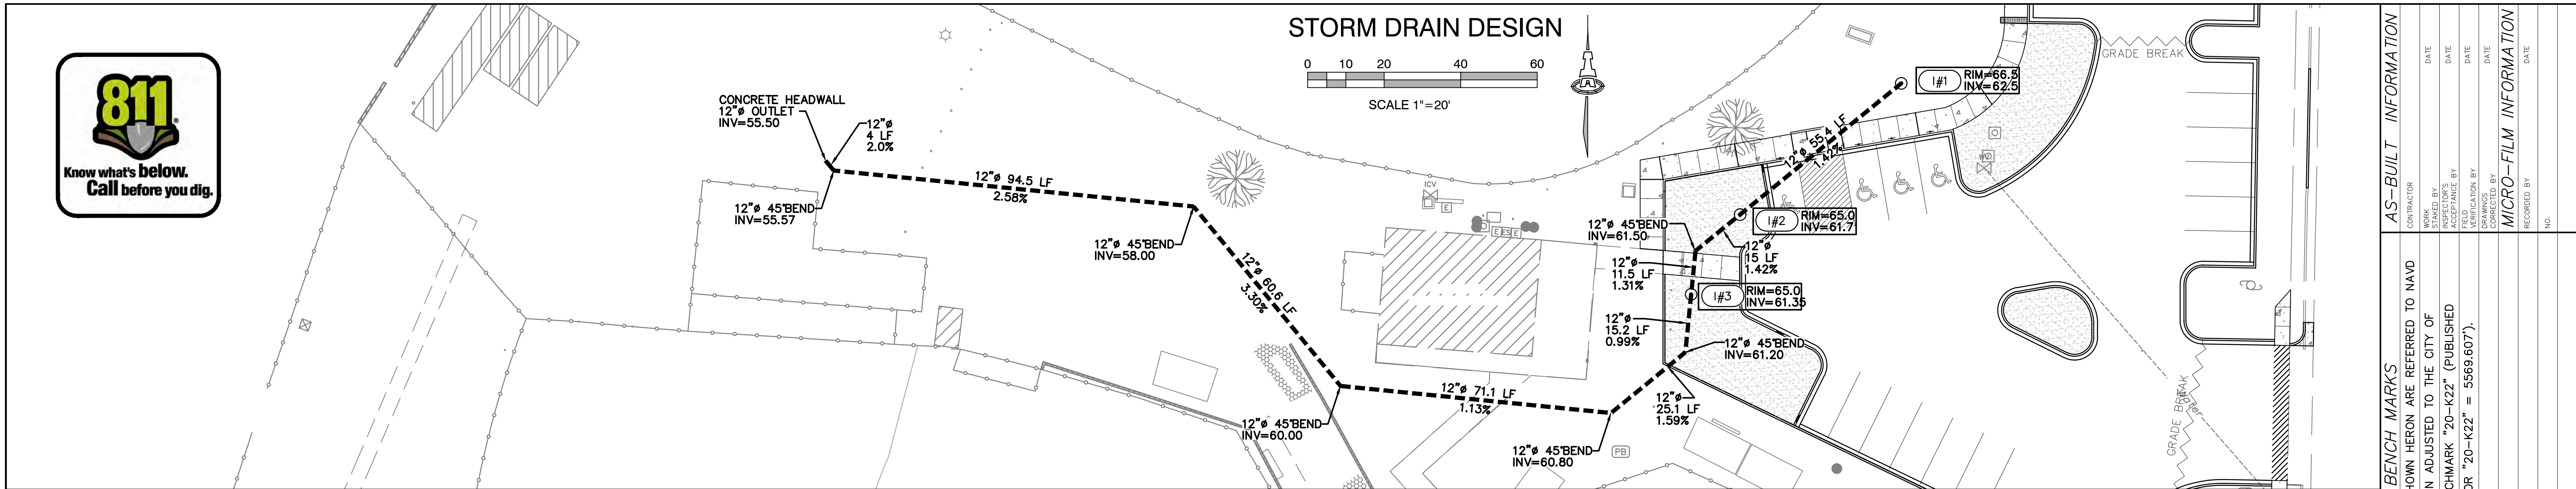 811®
Know what's below.
Call before you dig.
STORM DRAIN DESIGN
0 10 20 40 60
SCALE 1"=20'
CONCRETE HEADWALL
12"ø OUTLET
INV=55.50
12"ø
4 LF
2.0%
12"ø 45°BEND
INV=55.57
12"ø 94.5 LF
2.58%
12"ø 45°BEND
INV=58.00
12"ø 60.6 LF
3.30%
12"ø 45°BEND
INV=60.00
12"ø 71.1 LF
1.13%
12"ø 45°BEND
INV=60.80
PB
12"ø
25.1 LF
1.59%
12"ø 45°BEND
INV=61.20
12"ø
15.2 LF
0.99%
I#3
RIM=65.0
INV=61.35
12"ø
11.5 LF
1.31%
12"ø 45°BEND
INV=61.50
12"ø
15 LF
1.42%
I#2
RIM=65.0
INV=61.7
12"ø 55.4 LF
1.42%
I#1
RIM=66.5
INV=62.5
ICV
E
E ES E
GRADE BREAK
GRADE BREAK
AS-BUILT INFORMATION
CONTRACTOR
DATE
WORK
STAKED BY
DATE
INSPECTOR'S
ACCEPTANCE BY
DATE
FIELD
VERIFICATION BY
DATE
DRAWINGS
CORRECTED BY
MICRO-FILM INFORMATION
RECORDED BY
DATE
NO.
BENCH MARKS
HOWN HERON ARE REFERRED TO NAVD
N ADJUSTED TO THE CITY OF
CHMARK "20-K22" (PUBLISHED
OR "20-K22" = 5569.607').